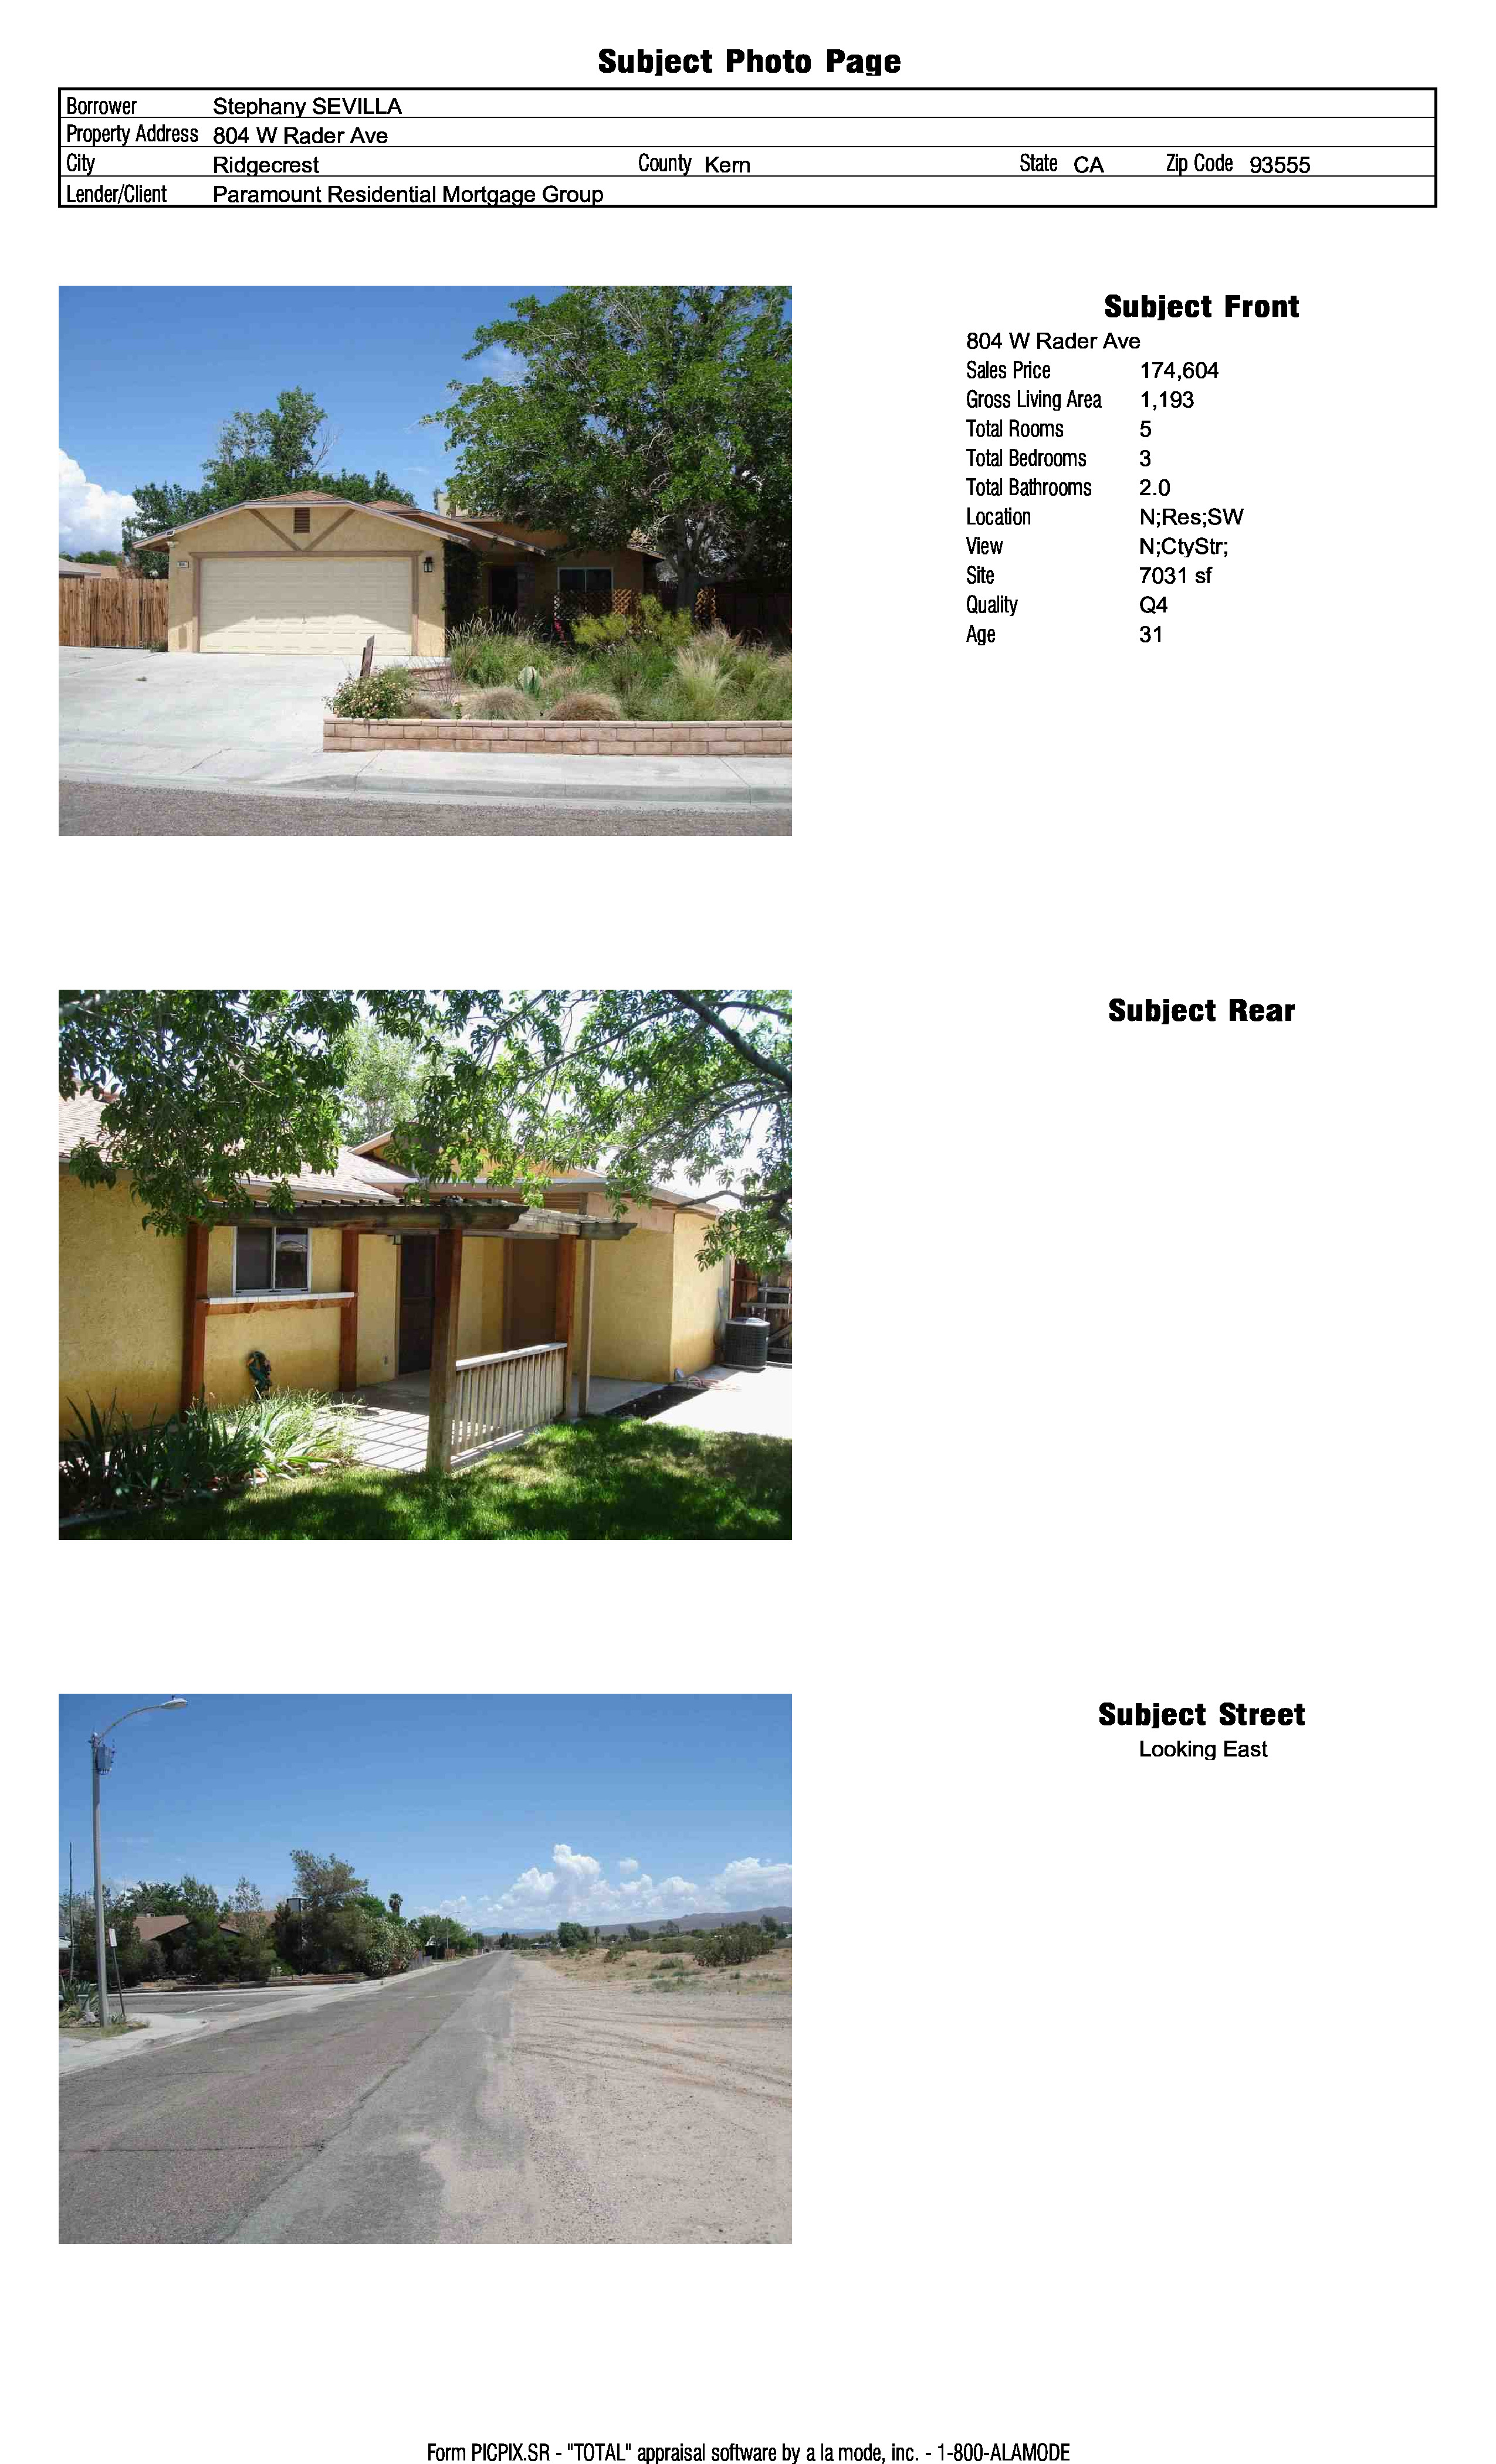 Subject Photo Page
Borrower Stephany SEVILLA
Property Address 804 W Rader Ave
City Ridgecrest County Kern State CA Zip Code 93555
Lender/Client Paramount Residential Mortgage Group
Subject Front
804 W Rader Ave
Sales Price 174,604
Gross Living Area 1,193
Total Rooms 5
Total Bedrooms 3
Total Bathrooms 2.0
Location N;Res;SW
View N;CtyStr;
Site 7031 sf
Quality Q4
Age 31
Subject Rear
Subject Street
Looking East
Form PICPIX.SR - "TOTAL" appraisal software by a la mode, inc. - 1-800-ALAMODE